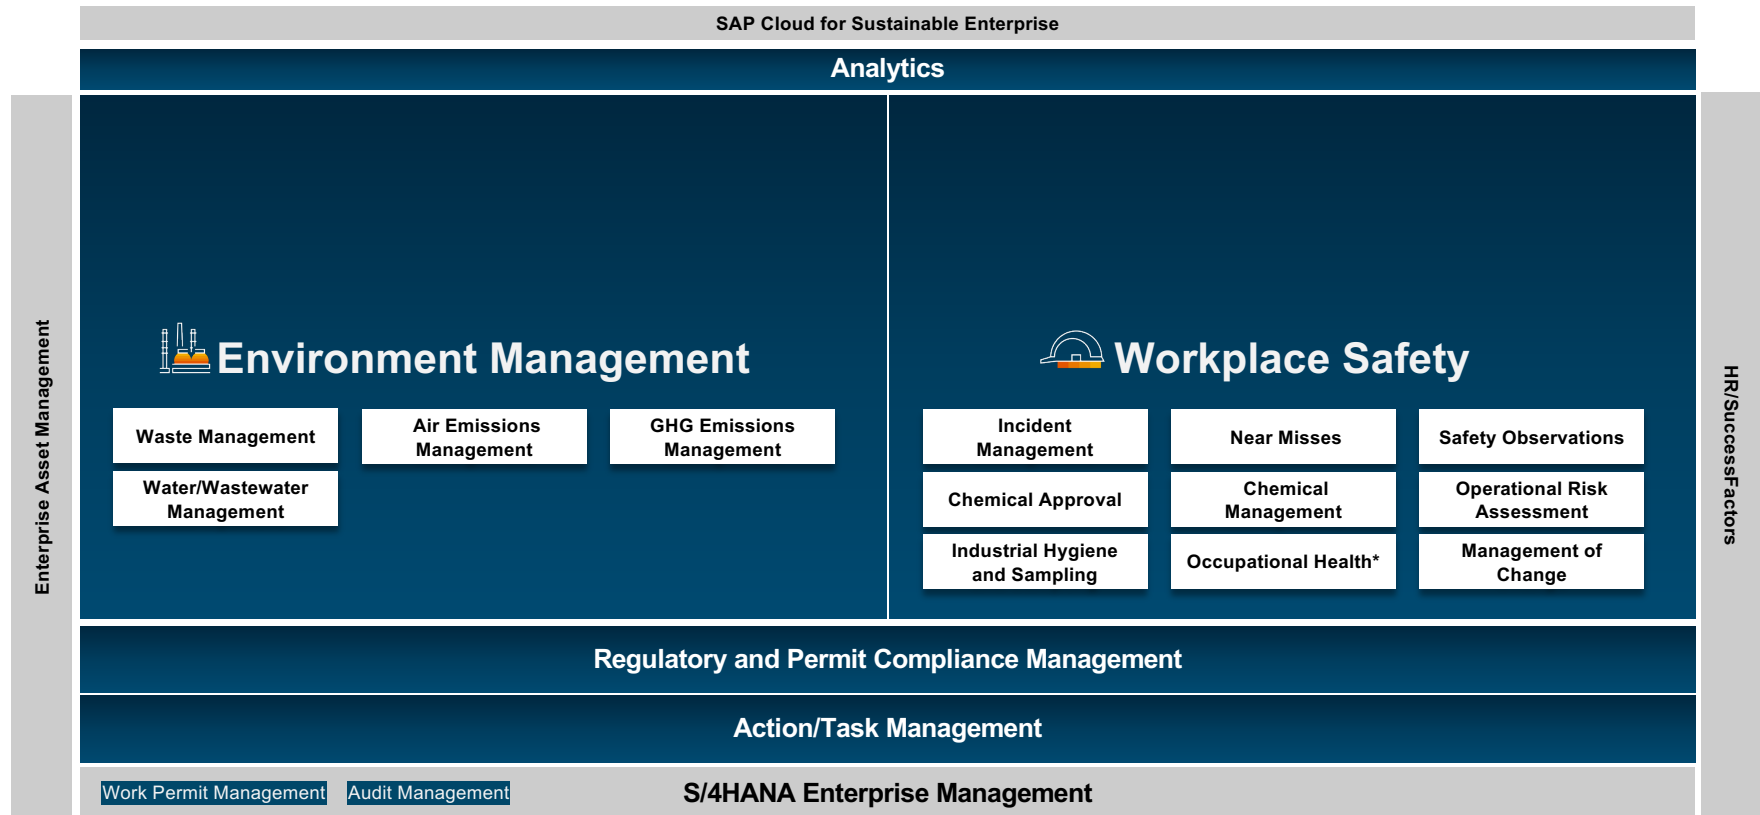 SAP Cloud for Sustainable Enterprise
Analytics
Enterprise Asset Management
Environment Management
Waste Management
Air Emissions
Management
GHG Emissions
Management
Water/Wastewater
Management
Workplace Safety
Incident
Management
Near Misses
Safety Observations
Chemical Approval
Chemical
Management
Operational Risk
Assessment
Industrial Hygiene
and Sampling
Occupational Health*
Management of
Change
HR/SuccessFactors
Regulatory and Permit Compliance Management
Action/Task Management
Work Permit Management
Audit Management
S/4HANA Enterprise Management